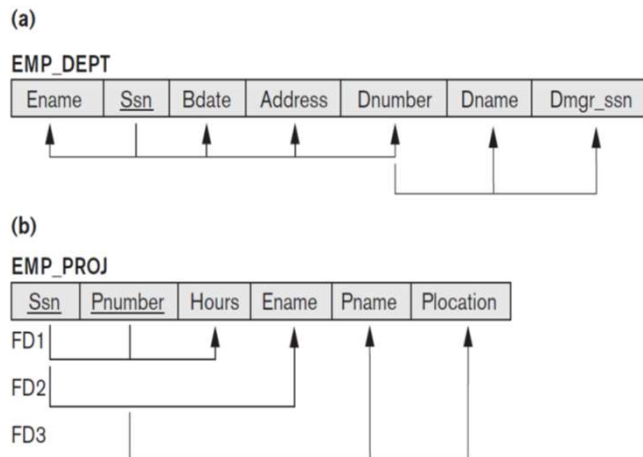 (a)
EMP_DEPT
Ename Ssn Bdate Address Dnumber Dname Dmgr_ssn
(b)
EMP_PROJ
Ssn Pnumber Hours Ename Pname Plocation
FD1
FD2
FD3